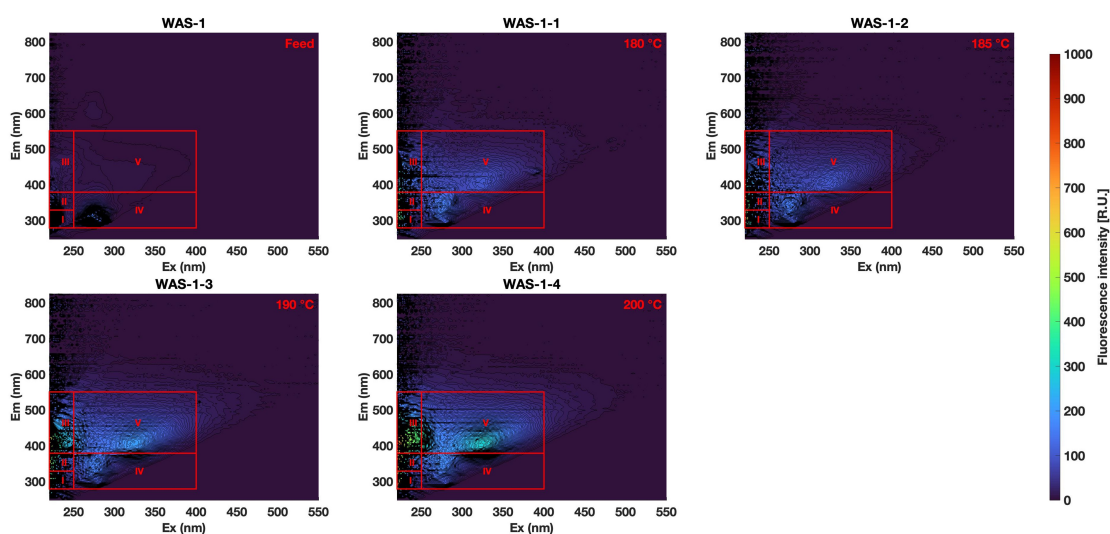 WAS-1
Feed
800
700
600
500
400
300
Em (nm)
III
V
II
IV
I
250 300 350 400 450 500 550
Ex (nm)
WAS-1-1
180 °C
800
700
600
500
400
300
Em (nm)
III
V
II
IV
I
250 300 350 400 450 500 550
Ex (nm)
WAS-1-2
185 °C
800
700
600
500
400
300
Em (nm)
III
V
II
IV
I
250 300 350 400 450 500 550
Ex (nm)
WAS-1-3
190 °C
800
700
600
500
400
300
Em (nm)
III
V
II
IV
I
250 300 350 400 450 500 550
Ex (nm)
WAS-1-4
200 °C
800
700
600
500
400
300
Em (nm)
III
V
II
IV
I
250 300 350 400 450 500 550
Ex (nm)
1000
900
800
700
600
500
400
300
200
100
0
Fluorescence intensity [R.U.]